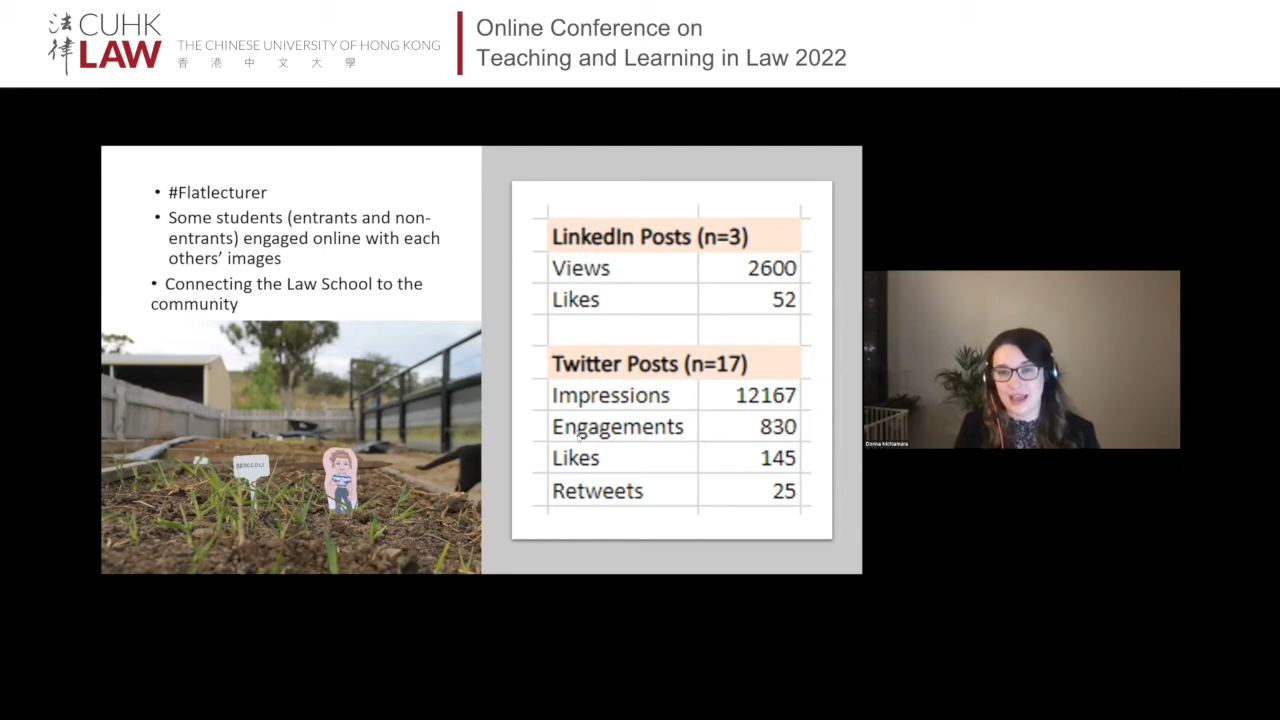 法律
CUHK
LAW
THE CHINESE UNIVERSITY OF HONG KONG
香港中文大學
Online Conference on
Teaching and Learning in Law 2022
• #Flatlecturer
• Some students (entrants and non-
entrants) engaged online with each
others’ images
• Connecting the Law School to the
community
BROCCOLI
LinkedIn Posts (n=3)
Views 2600
Likes 52
Twitter Posts (n=17)
Impressions 12167
Engagements 830
Likes 145
Retweets 25
Donna McNamara